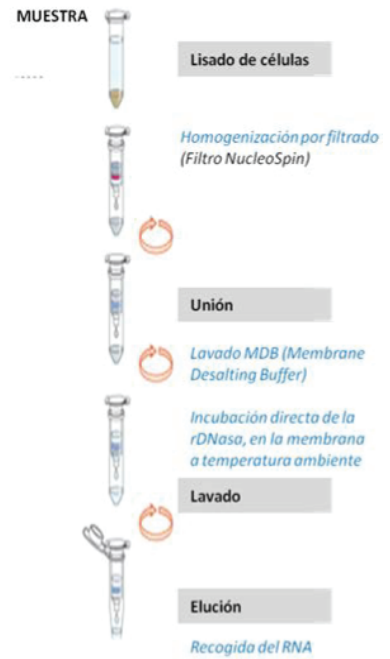 MUESTRA
Lisado de células
Homogenización por filtrado
(Filtro NucleoSpin)
Unión
Lavado MDB (Membrane
Desalting Buffer)
Incubación directa de la
rDNasa, en la membrana
a temperatura ambiente
Lavado
Elución
Recogida del RNA